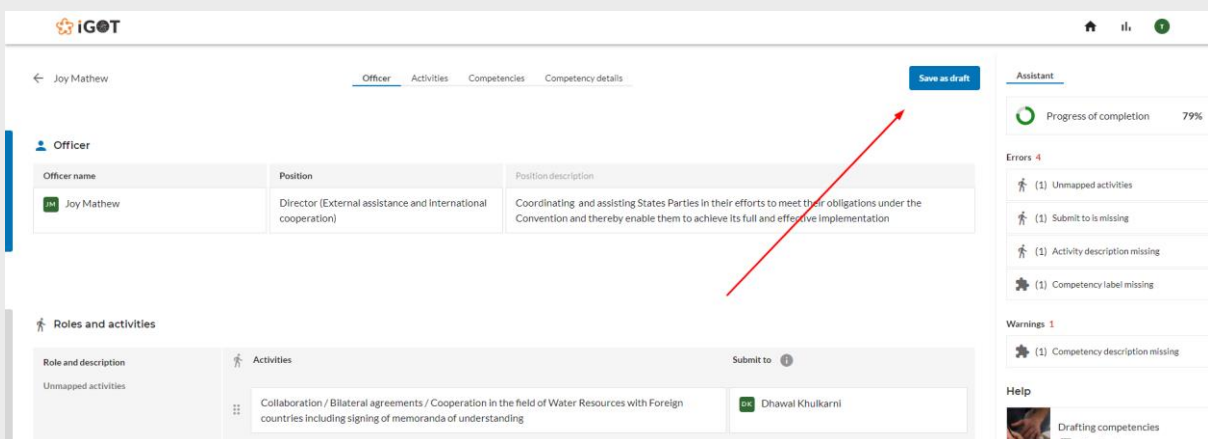 iGOT
T
Joy Mathew
Officer Activities Competencies Competency details
Save as draft
Assistant
Progress of completion 79%
Officer
Officer name Position Position description
JM Joy Mathew
Director (External assistance and international
cooperation)
Coordinating and assisting States Parties in their efforts to meet their obligations under the
Convention and thereby enable them to achieve its full and effective implementation
Errors 4
(1) Unmapped activities
(1) Submit to is missing
(1) Activity description missing
(1) Competency label missing
Warnings 1
(1) Competency description missing
Roles and activities
Role and description
Unmapped activities
Activities
Submit to i
Collaboration / Bilateral agreements / Cooperation in the field of Water Resources with Foreign
countries including signing of memoranda of understanding
DK Dhawal Khulkarni
Help
Drafting competencies